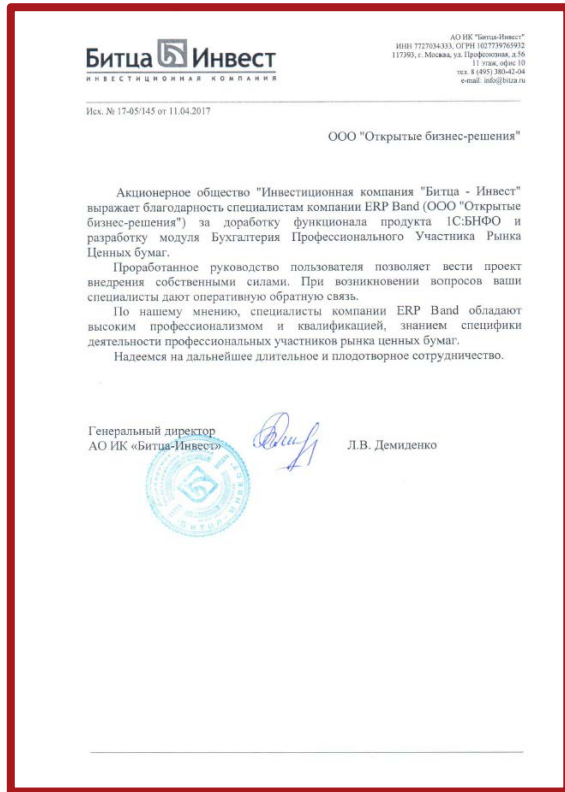 Битца Инвест
ИНВЕСТИЦИОННАЯ КОМПАНИЯ
АО ИК "Битца-Инвест"
ИНН 7727034333, ОГРН 1027739765932
117393, г. Москва, ул. Профсоюзная, д.56
11 этаж, офис 10
тел. 8 (495) 380-42-04
e-mail: info@bitza.ru
Исх. № 17-05/145 от 11.04.2017
ООО "Открытые бизнес-решения"
Акционерное общество "Инвестиционная компания "Битца - Инвест"
выражает благодарность специалистам компании ERP Band (ООО "Открытые
бизнес-решения") за доработку функционала продукта 1С:БНФО и
разработку модуля Бухгалтерия Профессионального Участника Рынка
Ценных бумаг.
Проработанное руководство пользователя позволяет вести проект
внедрения собственными силами. При возникновении вопросов ваши
специалисты дают оперативную обратную связь.
По нашему мнению, специалисты компании ERP Band обладают
высоким профессионализмом и квалификацией, знанием специфики
деятельности профессиональных участников рынка ценных бумаг.
Надеемся на дальнейшее длительное и плодотворное сотрудничество.
Генеральный директор
АО ИК «Битца-Инвест»
Л.В. Демиденко